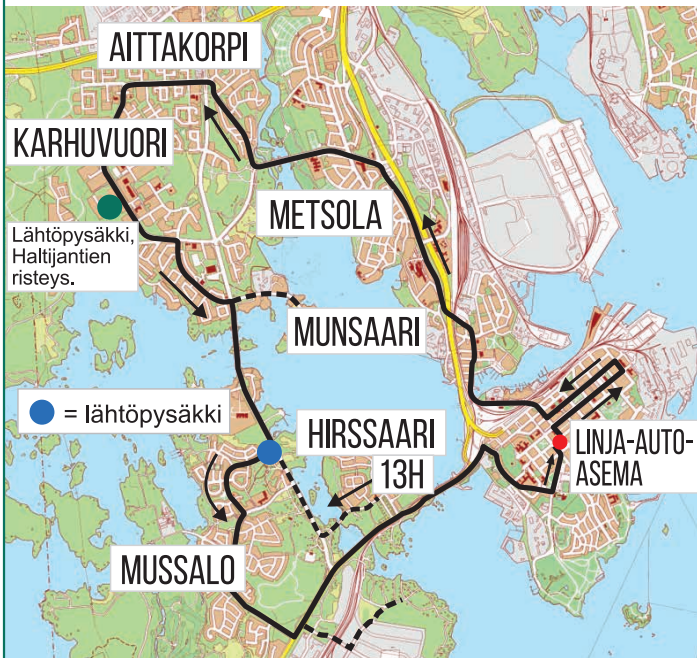 AITTAKORPI
KARHUVUORI
Lähtöpysäkki,
Haltijantien
risteys.
METSOLA
MUNSAARI
= lähtöpysäkki
HIRSSAARI
13H
LINJA-AUTO-
ASEMA
MUSSALO